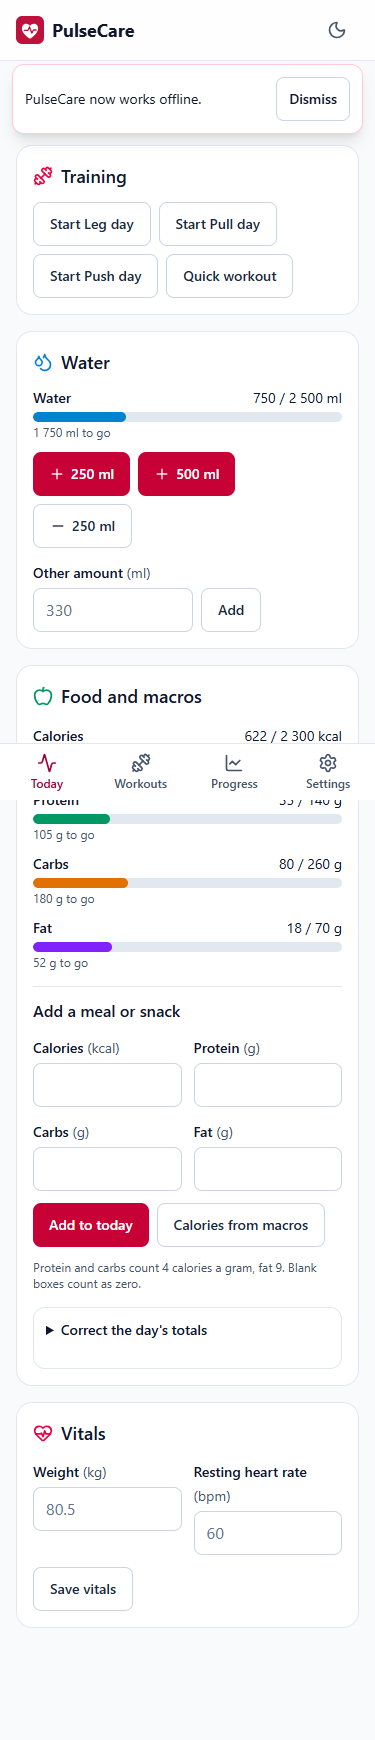 PulseCare
PulseCare now works offline.
Dismiss
Training
Start Leg day
Start Pull day
Start Push day
Quick workout
Water
Water 750 / 2 500 ml
1 750 ml to go
+ 250 ml
+ 500 ml
− 250 ml
Other amount (ml)
330
Add
Food and macros
Calories 622 / 2 300 kcal
Today Workouts Progress Settings
Protein 35 / 140 g
105 g to go
Carbs 80 / 260 g
180 g to go
Fat 18 / 70 g
52 g to go
Add a meal or snack
Calories (kcal) Protein (g)
Carbs (g) Fat (g)
Add to today
Calories from macros
Protein and carbs count 4 calories a gram, fat 9. Blank
boxes count as zero.
Correct the day's totals
Vitals
Weight (kg)
80.5
Resting heart rate
(bpm)
60
Save vitals